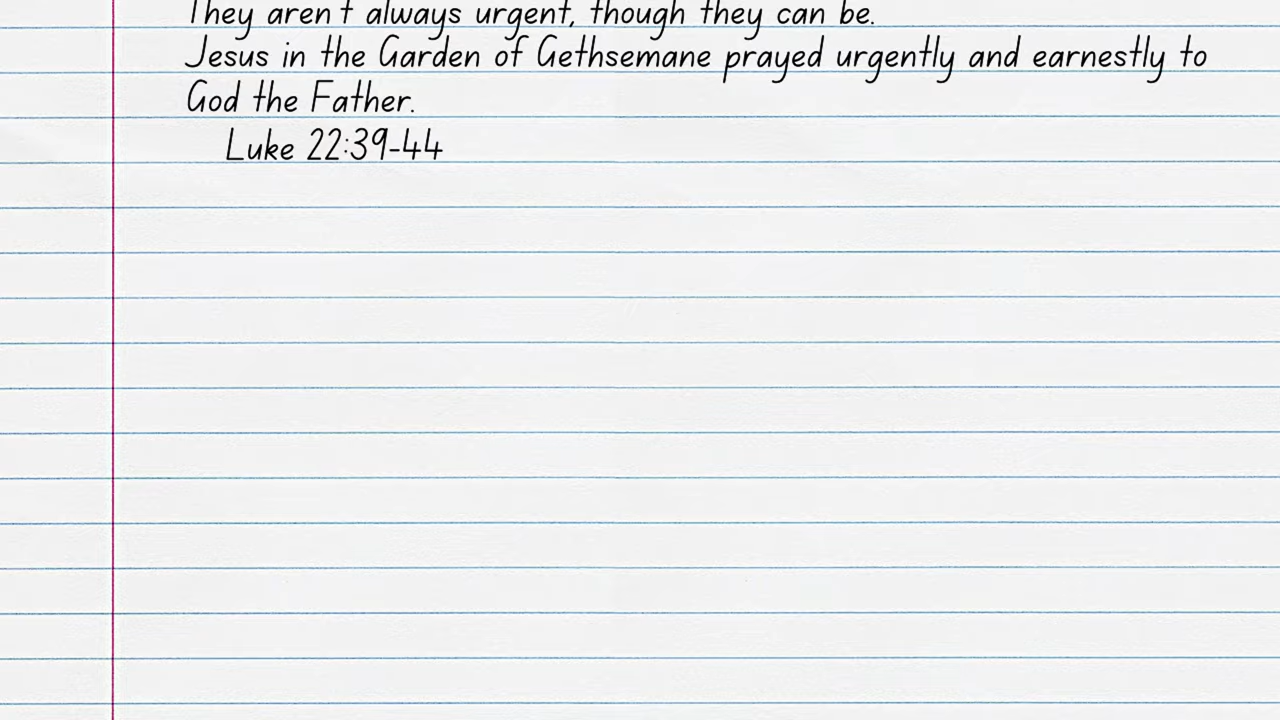 They aren't always urgent, though they can be.
Jesus in the Garden of Gethsemane prayed urgently and earnestly to
God the Father.
Luke 22:39-44